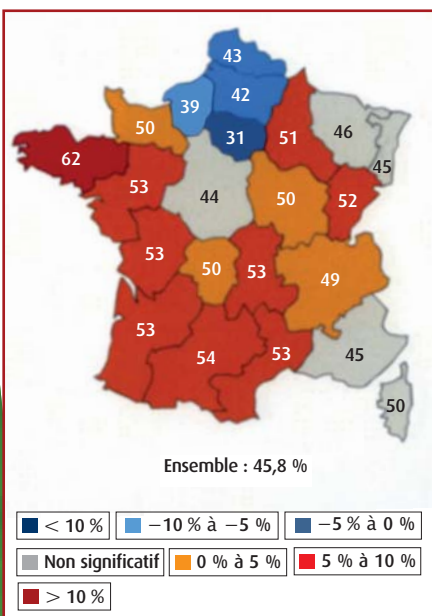 43
39 42
50 31 51 46
62 45
53 44 50 52
53 50 53 49
53 54 53 45
50
Ensemble : 45,8 %
< 10 % −10 % à −5 % −5 % à 0 %
Non significatif 0 % à 5 % 5 % à 10 %
> 10 %